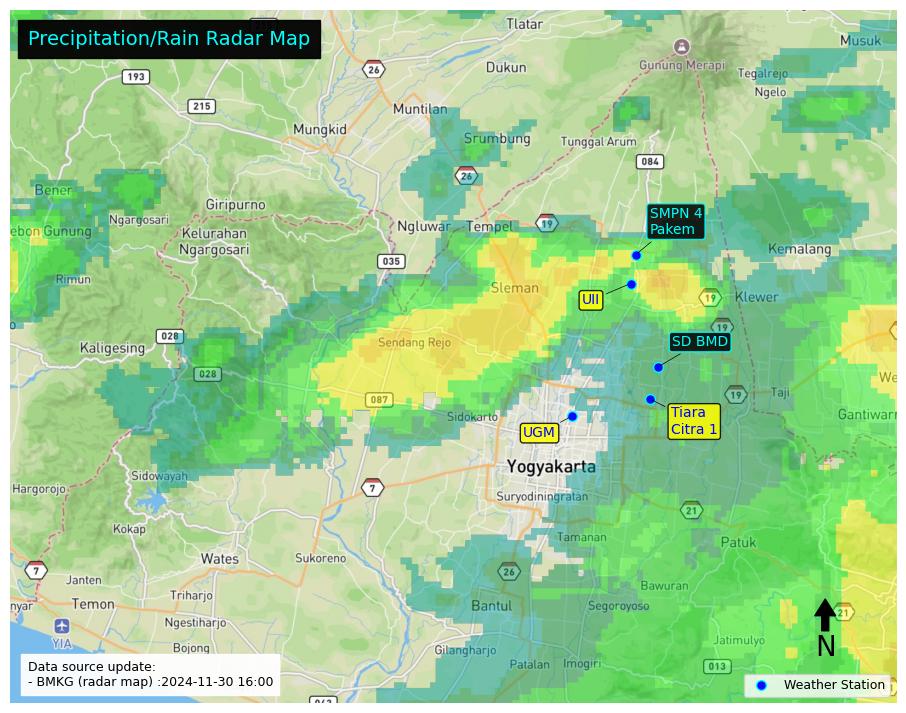 Precipitation/Rain Radar Map
Tlatar
Musuk
Gunung Merapi
26
Dukun
193
Tegalrejo
Ngelo
215
Muntilan
Mungkid
Srumbung
Tunggal Arum
084
26
Bener
Giripurno
Ngargosari
SMPN 4
Pakem
Ngluwar
Tempel
19
ebon Gunung
Kelurahan
Ngargosari
Kemalang
035
Rimun
Sleman
UII
19
Klewer
028
19
Kaligesing
Sendang Rejo
SD BMD
028
We
087
19
Taji
Sidokarto
Tiara
Citra 1
Gantiwarn
UGM
Yogyakarta
Sidowayah
Hargorojo
7
Suryodiningratan
21
Kokap
Tamanan
Patuk
Wates
Sukoreno
7
Janten
26
Bawuran
Triharjo
nyar
Temon
Bantul
Segoroyoso
21
Ngestiharjo
YIA
Jatimulyo
N
Bojong
Gilangharjo
Patalan
Imogiri
013
Data source update:
- BMKG (radar map) :2024-11-30 16:00
Weather Station